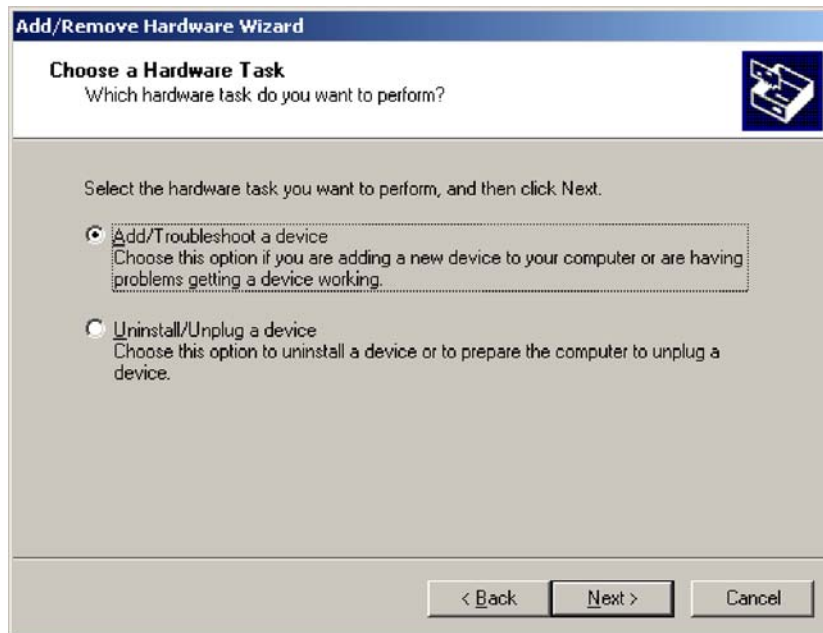 Add/Remove Hardware Wizard
Choose a Hardware Task
Which hardware task do you want to perform?
Select the hardware task you want to perform, and then click Next.
Add/Troubleshoot a device
Choose this option if you are adding a new device to your computer or are having
problems getting a device working.
Uninstall/Unplug a device
Choose this option to uninstall a device or to prepare the computer to unplug a
device.
< Back Next > Cancel